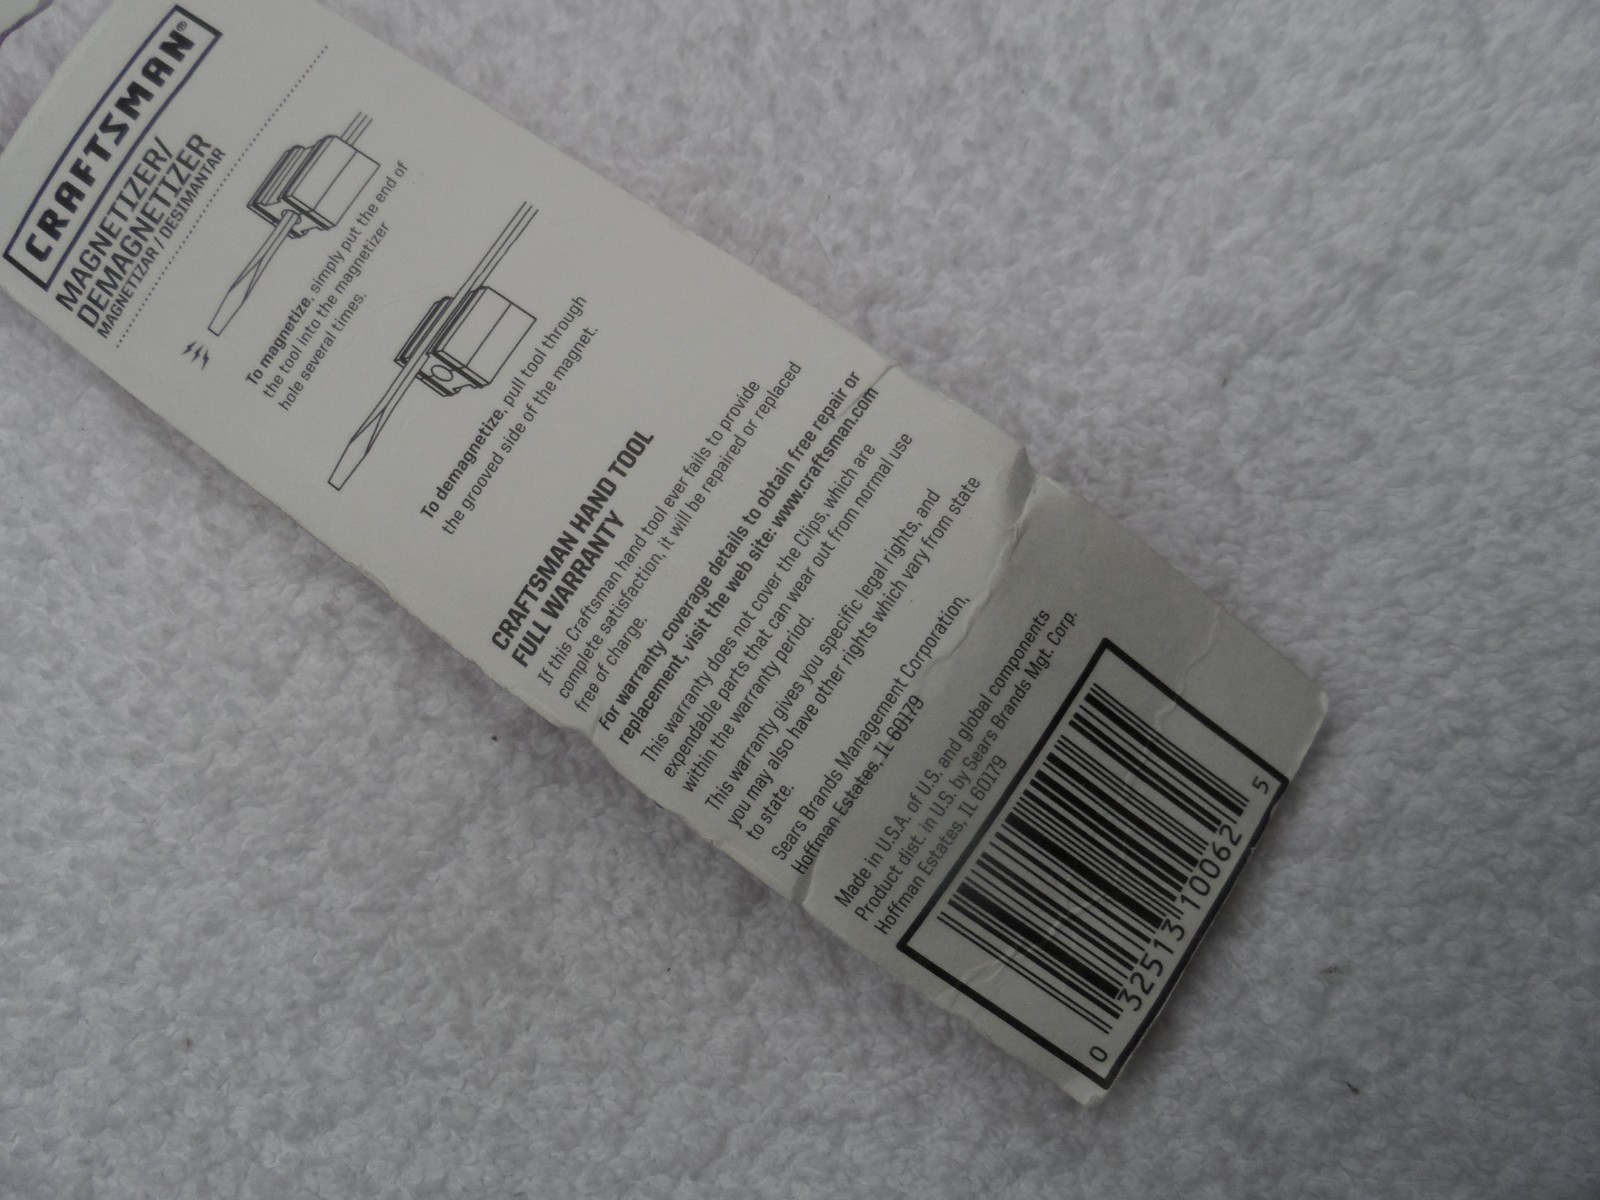 CRAFTSMAN®
MAGNETIZER/
DEMAGNETIZER
MAGNETIZAR / DESIMANTAR
To magnetize, simply put the end of
the tool into the magnetizer
hole several times.
To demagnetize, pull tool through
the grooved side of the magnet.
CRAFTSMAN HAND TOOL
FULL WARRANTY
If this Craftsman hand tool ever fails to provide
complete satisfaction, it will be repaired or replaced
free of charge.
For warranty coverage details to obtain free repair or
replacement, visit the web site: www.craftsman.com
This warranty does not cover the Clips, which are
expendable parts that can wear out from normal use
within the warranty period.
This warranty gives you specific legal rights, and
you may also have other rights which vary from state
to state.
Sears Brands Management Corporation,
Hoffman Estates, IL 60179
Made in U.S.A. of U.S. and global components
Product dist. in U.S. by Sears Brands Mgt. Corp.
Hoffman Estates, IL 60179
0 32513 10062 5